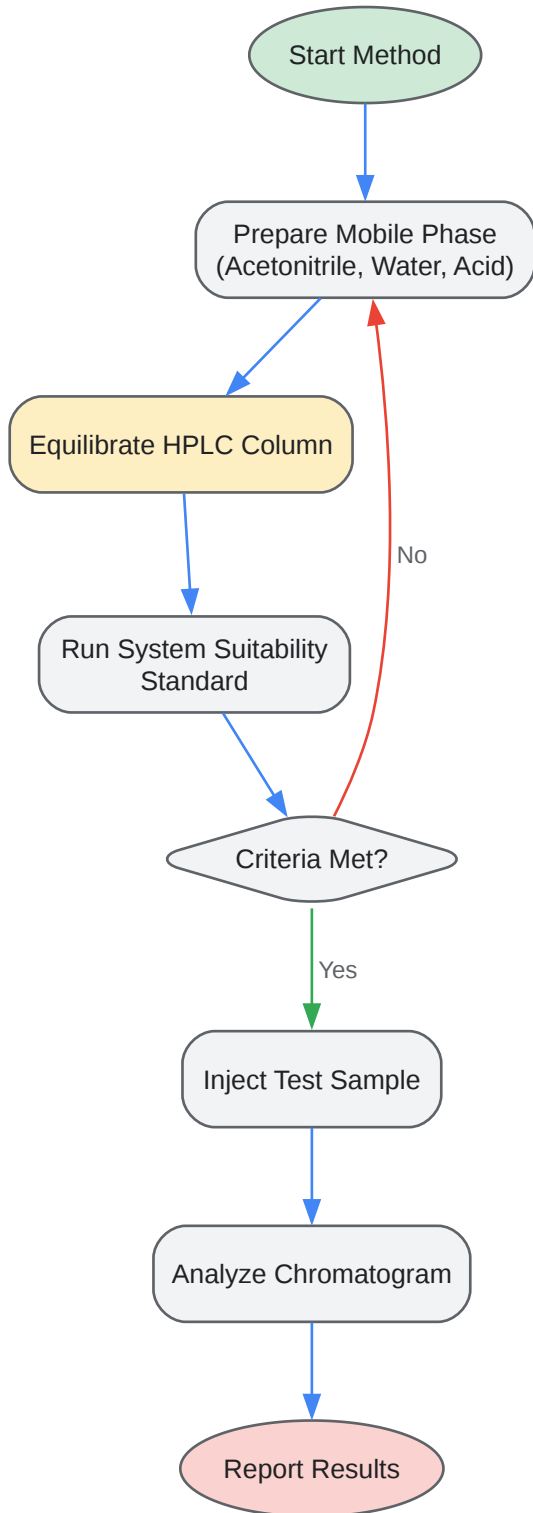 Start Method
Prepare Mobile Phase
(Acetonitrile, Water, Acid)
Equilibrate HPLC Column
No
Run System Suitability
Standard
Criteria Met?
Yes
Inject Test Sample
Analyze Chromatogram
Report Results